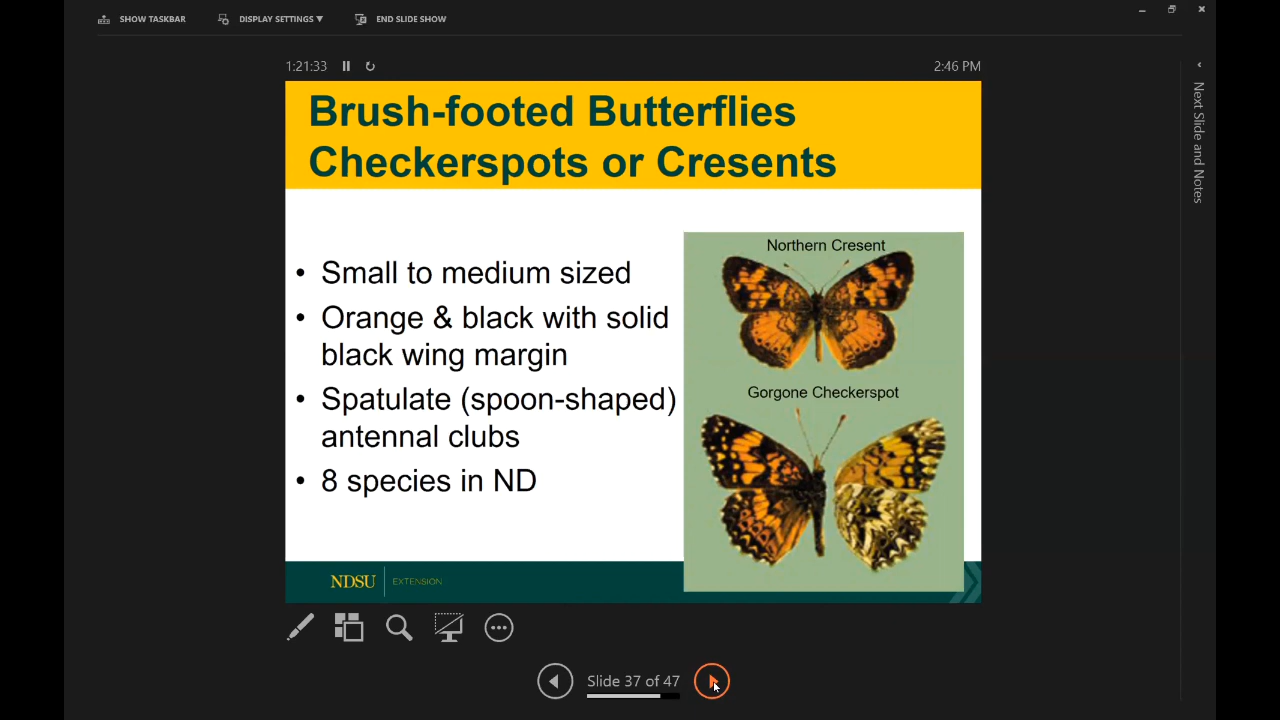 SHOW TASKBAR
DISPLAY SETTINGS ▼
END SLIDE SHOW
1:21:33
2:46 PM
Brush-footed Butterflies
Checkerspots or Cresents
• Small to medium sized
• Orange & black with solid
black wing margin
• Spatulate (spoon-shaped)
antennal clubs
• 8 species in ND
Northern Cresent
Gorgone Checkerspot
NDSU
EXTENSION
Slide 37 of 47
Next Slide and Notes